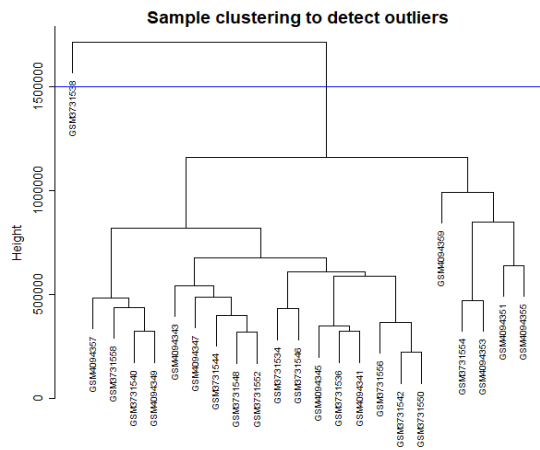 Sample clustering to detect outliers
Height
1500000
1000000
500000
0
GSM3731538
GSM4094357
GSM3731558
GSM3731540
GSM4094349
GSM4094343
GSM4094347
GSM3731544
GSM3731548
GSM3731552
GSM3731534
GSM3731546
GSM4094345
GSM3731536
GSM4094341
GSM3731556
GSM3731542
GSM3731550
GSM4094359
GSM3731554
GSM4094353
GSM4094351
GSM4094355